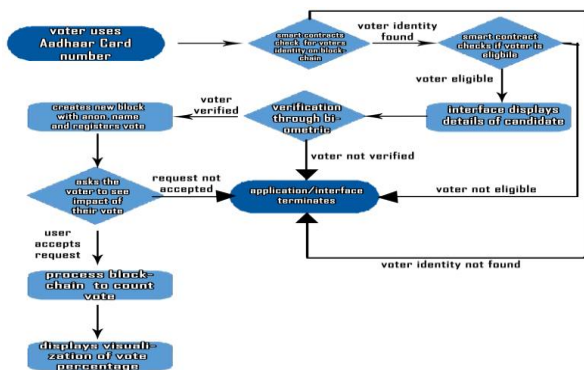 voter uses
Aadhaar Card
number
smart contracts
check for voters
identity on block-
chain
voter identity
found
smart contract
checks if voter is
eligbile
voter eligible
interface displays
details of candidate
verification
through bi-
ometric
voter
verified
creates new block
with anon. name
and registers vote
voter not verified
asks the
voter to see
impact of
their vote
request not
accepted
application/interface
terminates
voter not eligible
voter identity not found
user
accepts
request
process block-
chain to count
vote
displays visuali-
zation of vote
percentage